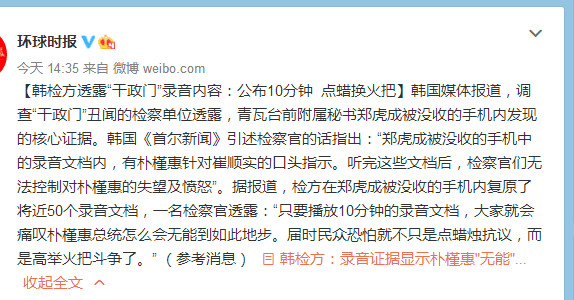 环球时报
今天 14:35 来自 微博 weibo.com
【韩检方透露“干政门”录音内容：公布10分钟 点蜡换火把】韩国媒体报道，调
查“干政门”丑闻的检察单位透露，青瓦台前附属秘书郑虎成被没收的手机内发现
的核心证据。韩国《首尔新闻》引述检察官的话指出：“郑虎成被没收的手机中
的录音文档内，有朴槿惠针对崔顺实的口头指示。听完这些文档后，检察官们无
法控制对朴槿惠的失望及愤怒”。据报道，检方在郑虎成被没收的手机内复原了
将近50个录音文档，一名检察官透露：“只要播放10分钟的录音文档，大家就会
痛叹朴槿惠总统怎么会无能到如此地步。届时民众恐怕就不只是点蜡烛抗议，而
是高举火把斗争了。”（参考消息） 韩检方：录音证据显示朴槿惠"无能"...
收起全文